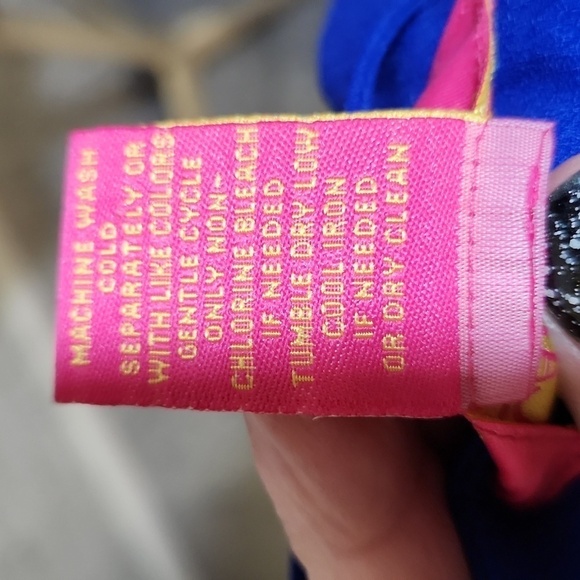 MACHINE WASH
COLD
SEPARATELY OR
WITH LIKE COLORS
GENTLE CYCLE
ONLY NON-
CHLORINE BLEACH
IF NEEDED
TUMBLE DRY LOW
COOL IRON
IF NEEDED
OR DRY CLEAN